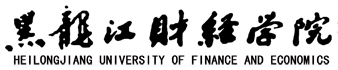 黑龍江財經學院
HEILONGJIANG UNIVERSITY OF FINANCE AND ECONOMICS